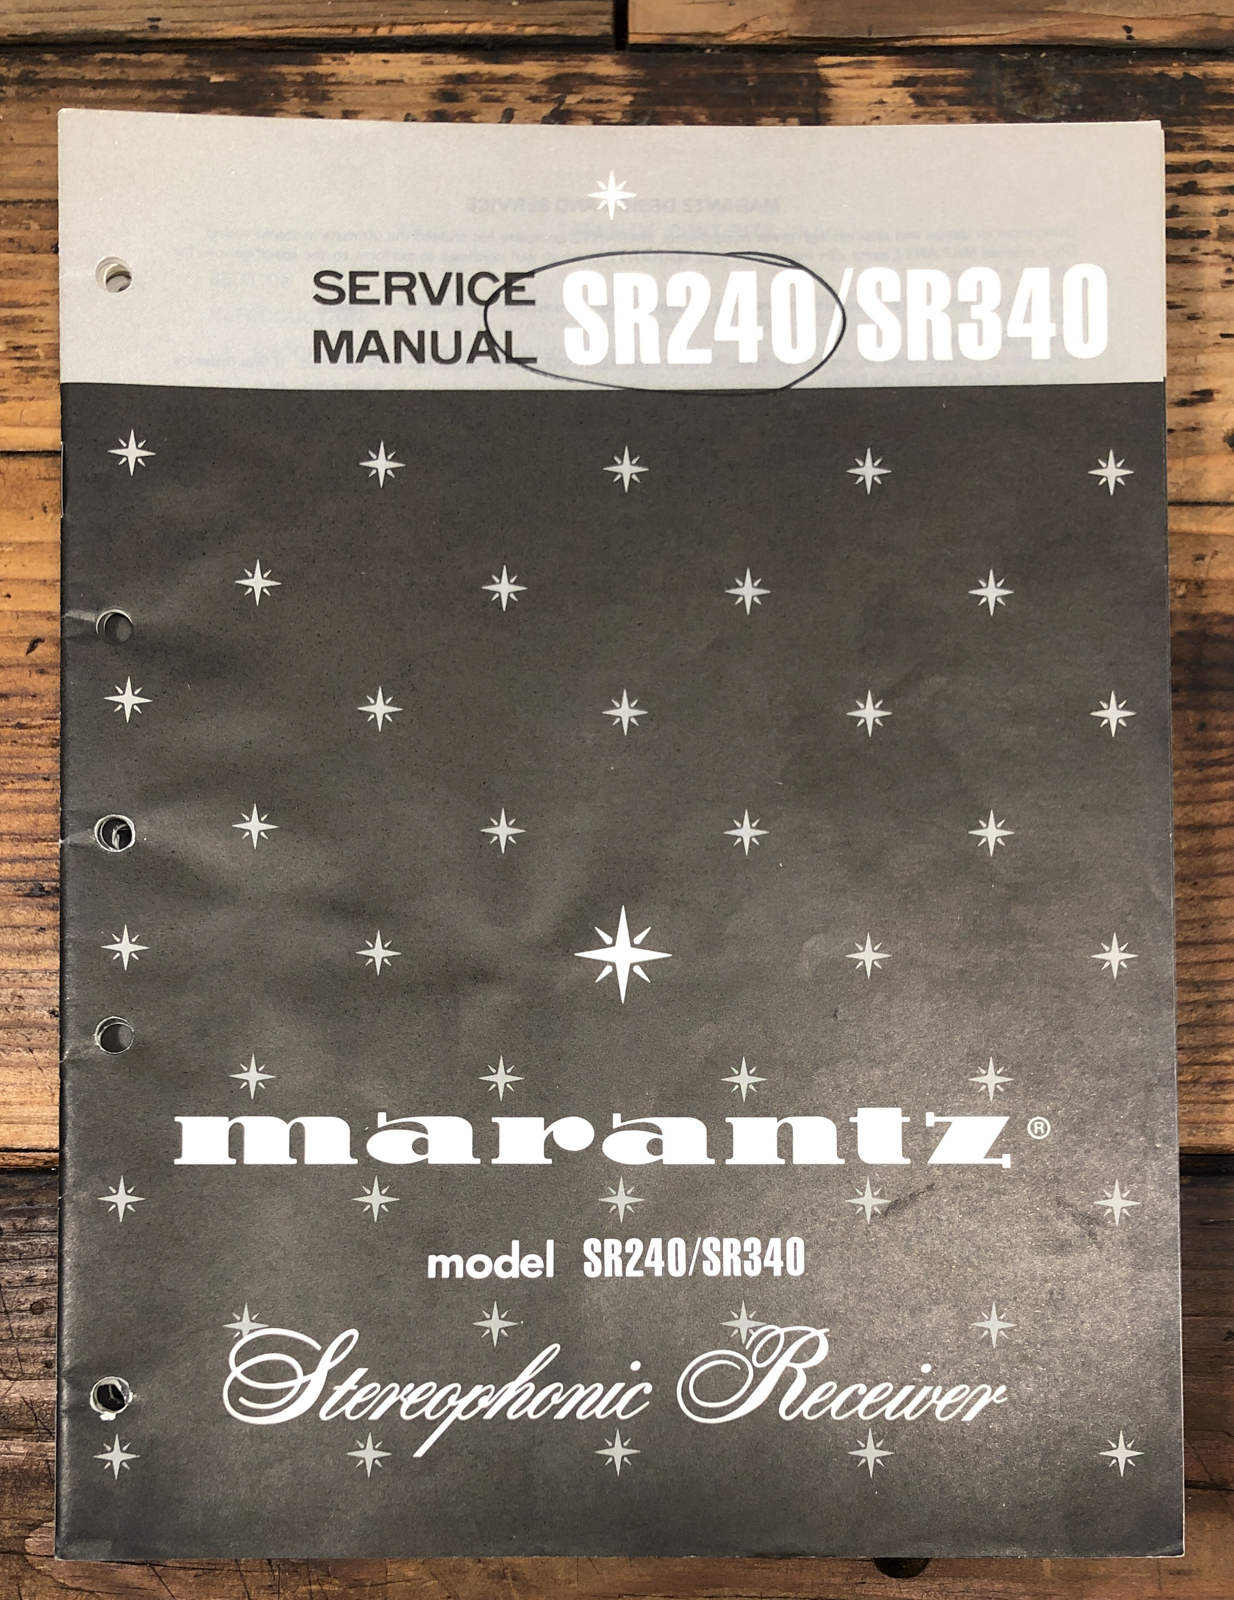 SERVICE
MANUAL
SR240/SR340
marantz®
model SR240/SR340
Stereophonic Receiver